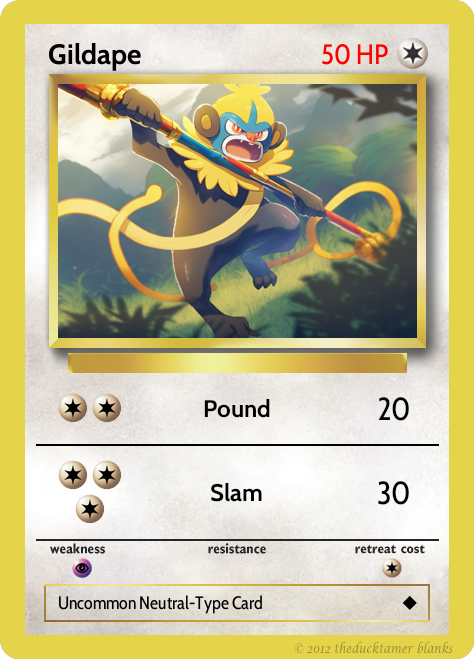 Gildape 50 HP
Pound 20
Slam 30
weakness resistance retreat cost
Uncommon Neutral-Type Card
© 2012 theducktamer blanks